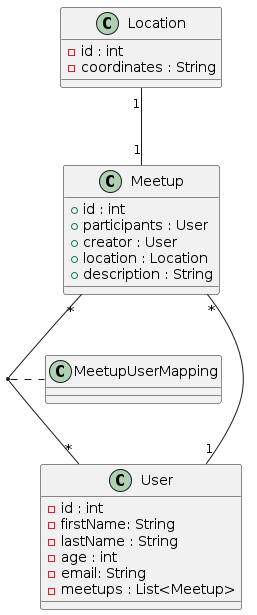 C Location
id : int
coordinates : String
1
1
C Meetup
id : int
participants : User
creator : User
location : Location
description : String
* *
C MeetupUserMapping
* 1
C User
id : int
firstName: String
lastName : String
age : int
email: String
meetups : List<Meetup>